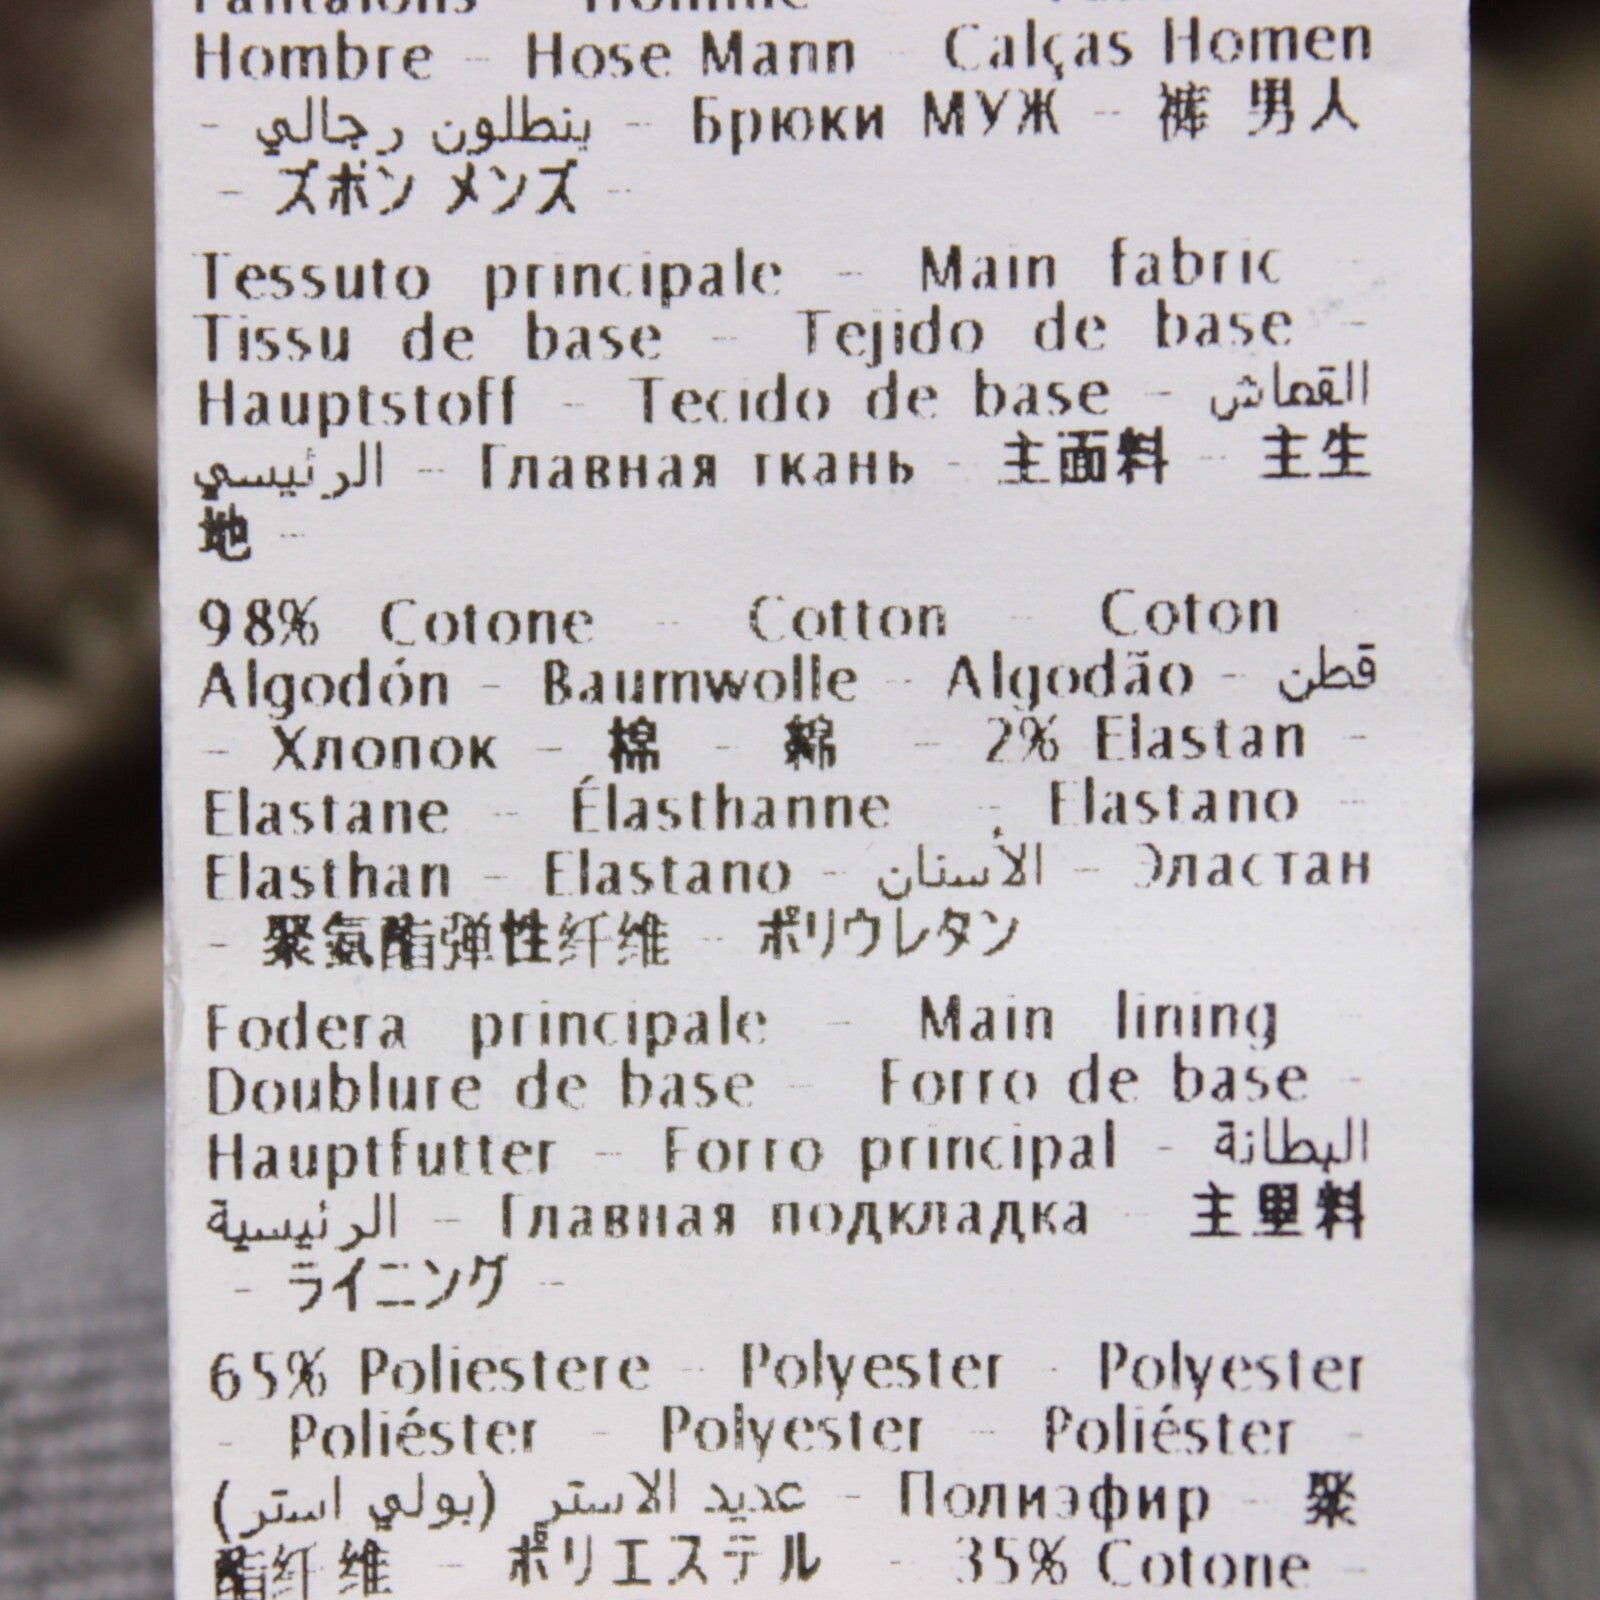 Pantaloni Homme
Hombre - Hose Mann - Calças Homen
- بنطلون رجالي - Брюки МУЖ - 裤 男人
- ズボン メンズ -
Tessuto principale - Main fabric -
Tissu de base - Tejido de base -
Hauptstoff - Tecido de base - القماش
الرئيسي - Главная ткань - 主面料 - 主生
地 -
98% Cotone - Cotton - Coton -
Algodón - Baumwolle - Algodão - قطن
- Хлопок - 棉 - 綿 - 2% Elastan -
Elastane - Élasthanne - Elastano -
Elasthan - Elastano - الأستان - Эластан
- 聚氨酯弹性纤维 - ポリウレタン
Fodera principale - Main lining -
Doublure de base - Forro de base -
Hauptfutter - Forro principal - البطانة
الرئيسية - Главная подкладка - 主里料
- ライニング -
65% Poliestere - Polyester - Polyester
- Poliéster - Polyester - Poliéster -
عديد الاستر (بولي استر) - Полиэфир - 聚
酯纤维 - ポリエステル - 35% Cotone -